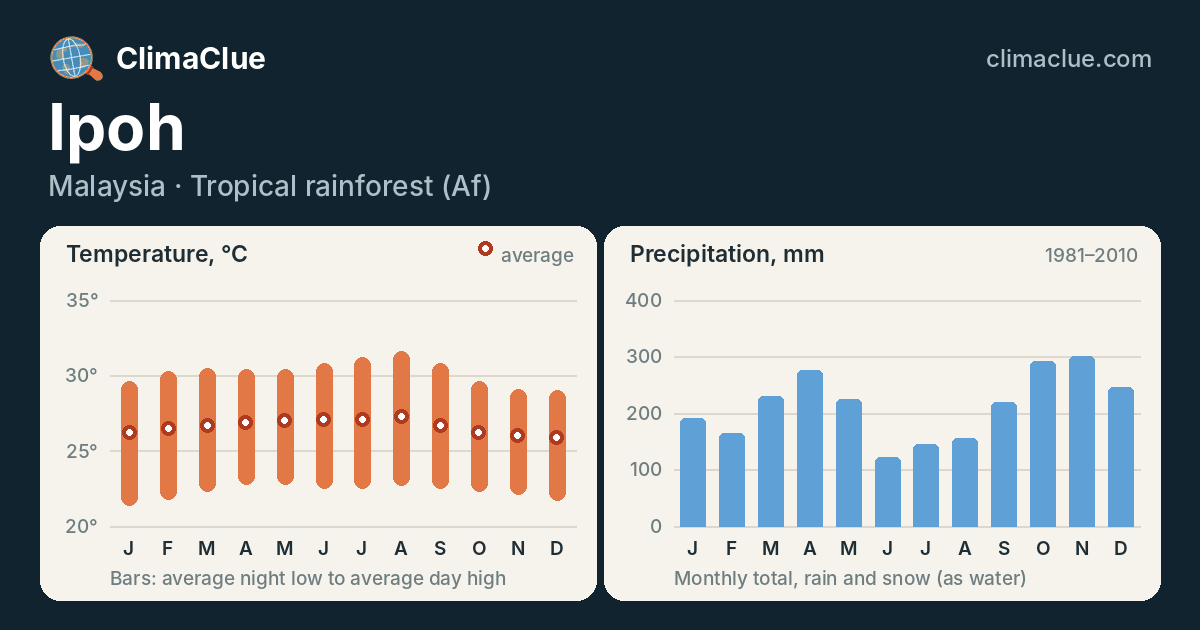 ClimaClue
climaclue.com
Ipoh
Malaysia · Tropical rainforest (Af)
Temperature, °C
average
35°
30°
25°
20°
J F M A M J J A S O N D
Bars: average night low to average day high
Precipitation, mm
1981–2010
400
300
200
100
0
J F M A M J J A S O N D
Monthly total, rain and snow (as water)